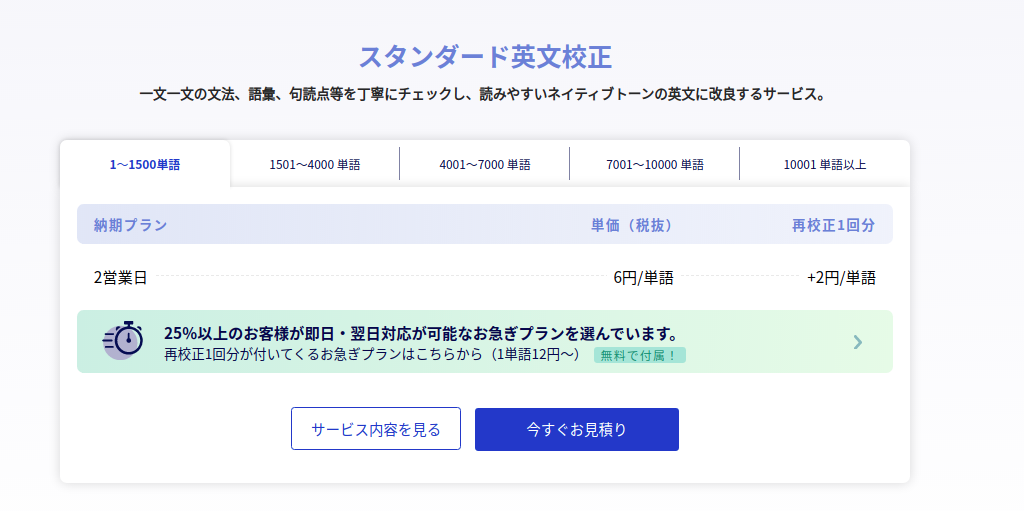 スタンダード英文校正
一文一文の文法、語彙、句読点等を丁寧にチェックし、読みやすいネイティブトーンの英文に改良するサービス。
1〜1500単語 1501〜4000 単語 4001〜7000 単語 7001〜10000 単語 10001 単語以上
納期プラン 単価（税抜） 再校正1回分
2営業日 6円/単語 +2円/単語
25%以上のお客様が即日・翌日対応が可能なお急ぎプランを選んでいます。
再校正1回分が付いてくるお急ぎプランはこちらから（1単語12円〜） 無料で付属！
サービス内容を見る 今すぐお見積り